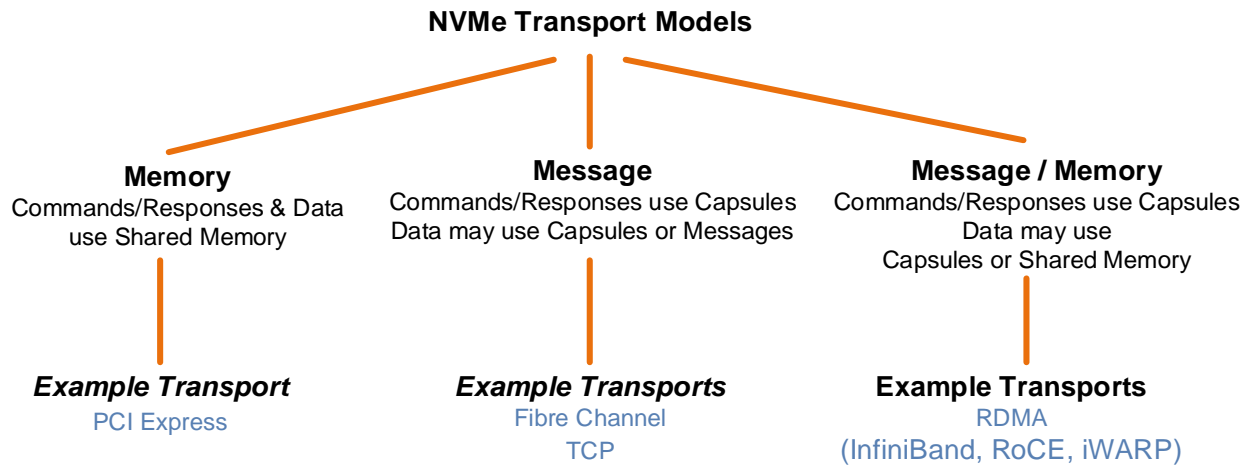 NVMe Transport Models
Memory
Commands/Responses & Data
use Shared Memory
Message
Commands/Responses use Capsules
Data may use Capsules or Messages
Message / Memory
Commands/Responses use Capsules
Data may use
Capsules or Shared Memory
Example Transport
PCI Express
Example Transports
Fibre Channel
TCP
Example Transports
RDMA
(InfiniBand, RoCE, iWARP)